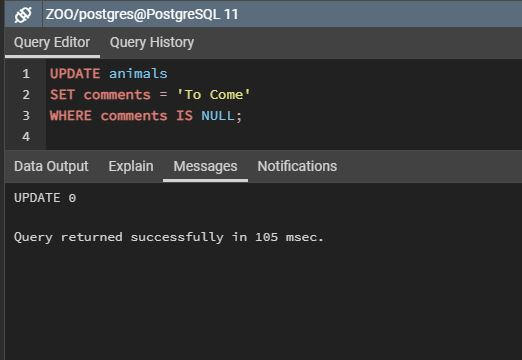 ZOO/postgres@PostgreSQL 11
Query Editor Query History
1 UPDATE animals
2 SET comments = 'To Come'
3 WHERE comments IS NULL;
4
Data Output Explain Messages Notifications
UPDATE 0
Query returned successfully in 105 msec.